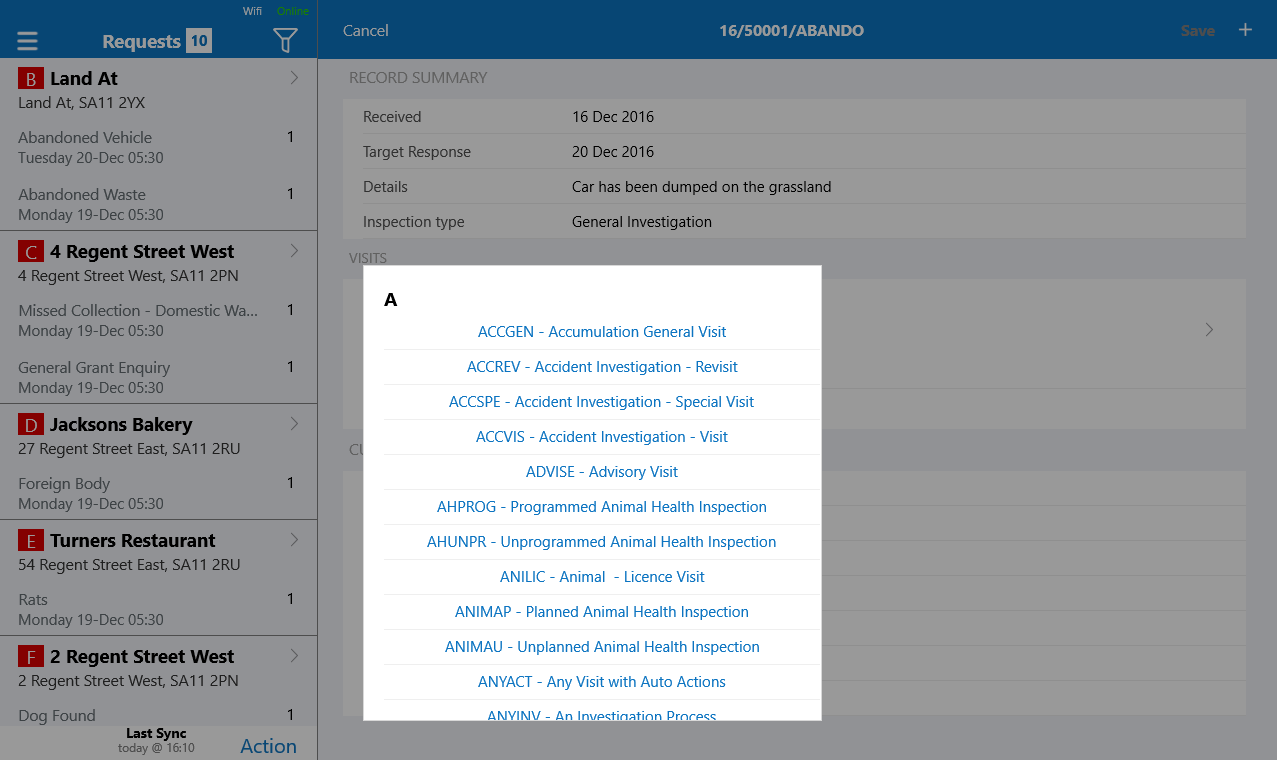 Wifi Online
Requests 10
B Land At
Land At, SA11 2YX
Abandoned Vehicle 1
Tuesday 20-Dec 05:30
Abandoned Waste 1
Monday 19-Dec 05:30
C 4 Regent Street West
4 Regent Street West, SA11 2PN
Missed Collection - Domestic Wa... 1
Monday 19-Dec 05:30
General Grant Enquiry 1
Monday 19-Dec 05:30
D Jacksons Bakery
27 Regent Street East, SA11 2RU
Foreign Body 1
Monday 19-Dec 05:30
E Turners Restaurant
54 Regent Street East, SA11 2RU
Rats 1
Monday 19-Dec 05:30
F 2 Regent Street West
2 Regent Street West, SA11 2PN
Dog Found 1
Last Sync
today @ 16:10
Action
Cancel 16/50001/ABANDO Save +
RECORD SUMMARY
Received 16 Dec 2016
Target Response 20 Dec 2016
Details Car has been dumped on the grassland
Inspection type General Investigation
VISITS
CU
A
ACCGEN - Accumulation General Visit
ACCREV - Accident Investigation - Revisit
ACCSPE - Accident Investigation - Special Visit
ACCVIS - Accident Investigation - Visit
ADVISE - Advisory Visit
AHPROG - Programmed Animal Health Inspection
AHUNPR - Unprogrammed Animal Health Inspection
ANILIC - Animal  - Licence Visit
ANIMAP - Planned Animal Health Inspection
ANIMAU - Unplanned Animal Health Inspection
ANYACT - Any Visit with Auto Actions
ANYINV - An Investigation Process